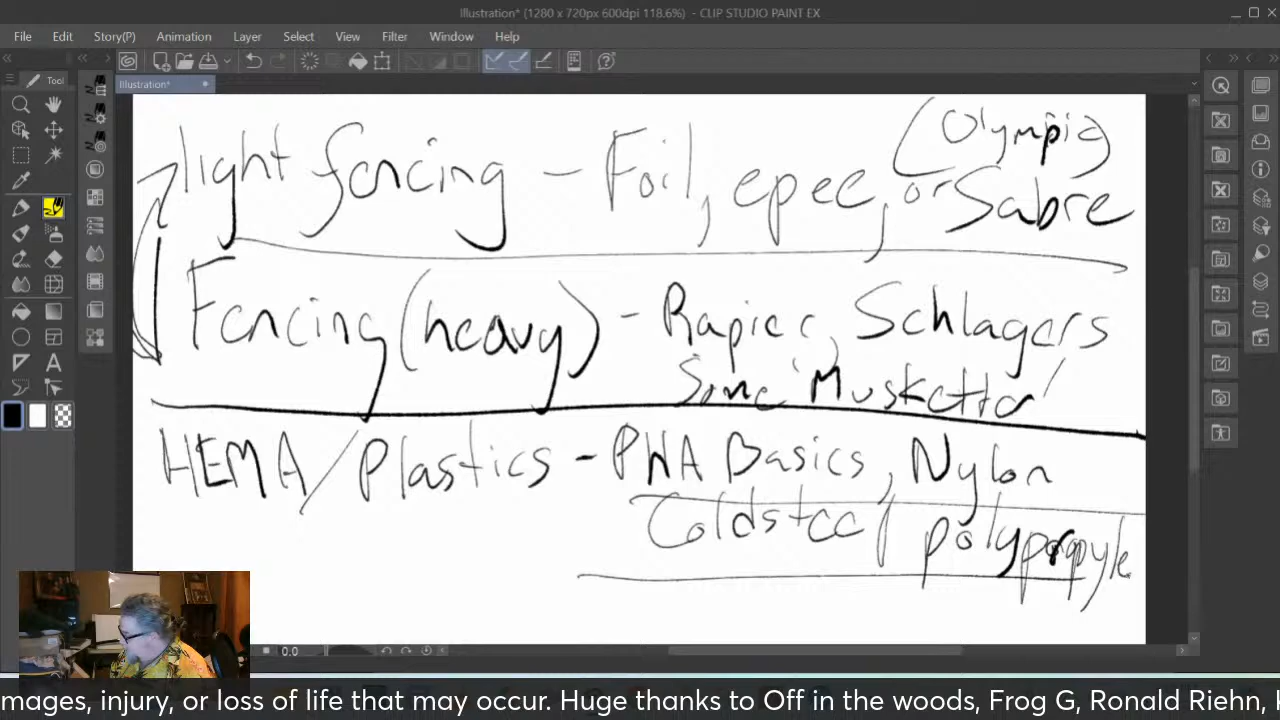 Illustration* (1280 x 720px 600dpi 118.6%) - CLIP STUDIO PAINT EX
File Edit Story(P) Animation Layer Select View Filter Window Help
Tool
Illustration*
(Olympic)
light fencing - Foil, epee, or Sabre
Fencing (heavy) - Rapier, Schlagers
Some 'Musketta'
HEMA/Plastics - PHA Basics, Nylon
Coldsteel polypropyle
0.0
mages, injury, or loss of life that may occur. Huge thanks to Off in the woods, Frog G, Ronald Riehn,